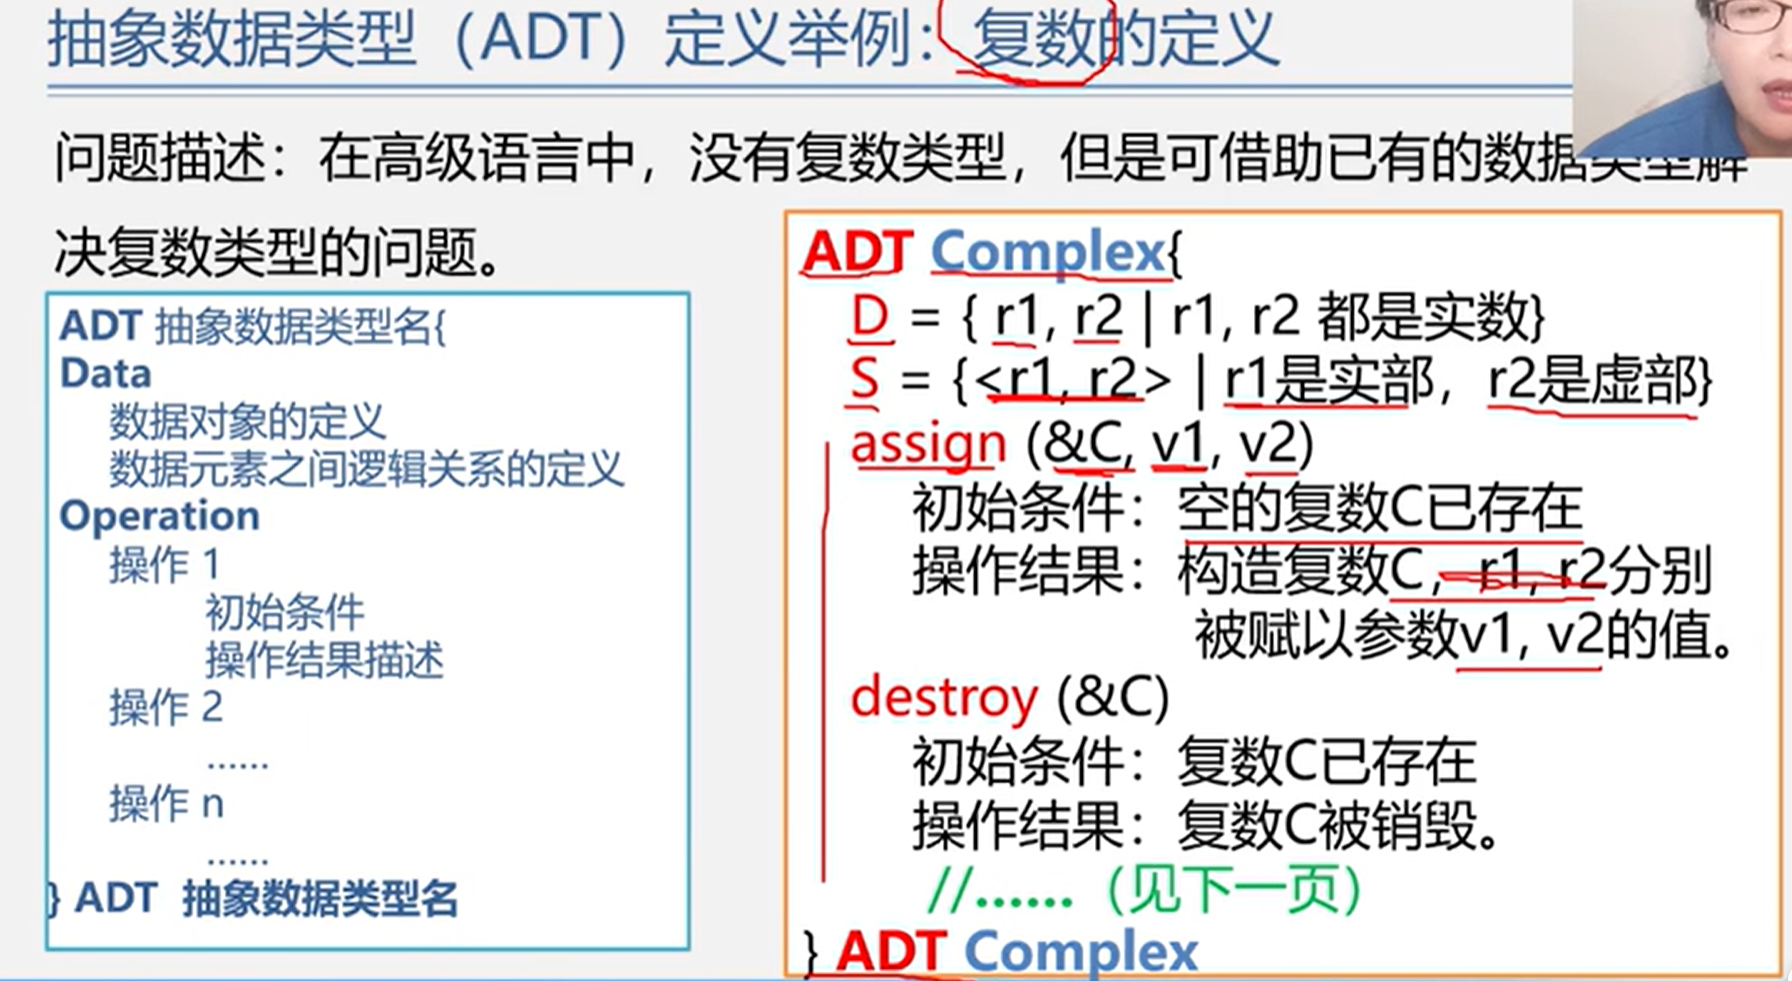 抽象数据类型（ADT）定义举例：复数的定义
问题描述：在高级语言中，没有复数类型，但是可借助已有的数据类型解
决复数类型的问题。
ADT 抽象数据类型名{
Data
数据对象的定义
数据元素之间逻辑关系的定义
Operation
操作 1
初始条件
操作结果描述
操作 2
……
操作 n
……
} ADT 抽象数据类型名
ADT Complex{
D = { r1, r2 | r1, r2 都是实数}
S = {<r1, r2> | r1是实部，r2是虚部}
assign (&C, v1, v2)
初始条件：空的复数C已存在
操作结果：构造复数C，r1, r2分别
被赋以参数v1, v2的值。
destroy (&C)
初始条件：复数C已存在
操作结果：复数C被销毁。
//……（见下一页）
} ADT Complex